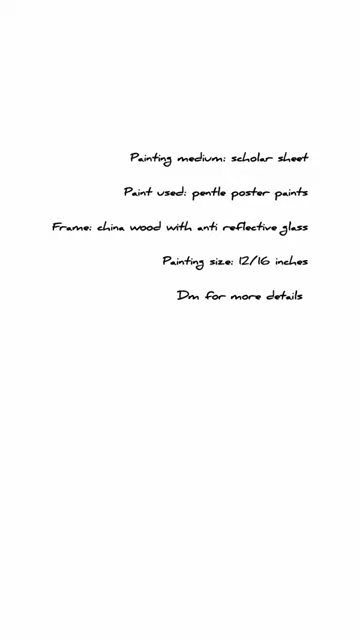 Painting medium: scholar sheet
Paint used: pentle poster paints
Frame: china wood with anti reflective glass
Painting size: 12/16 inches
Dm for more details